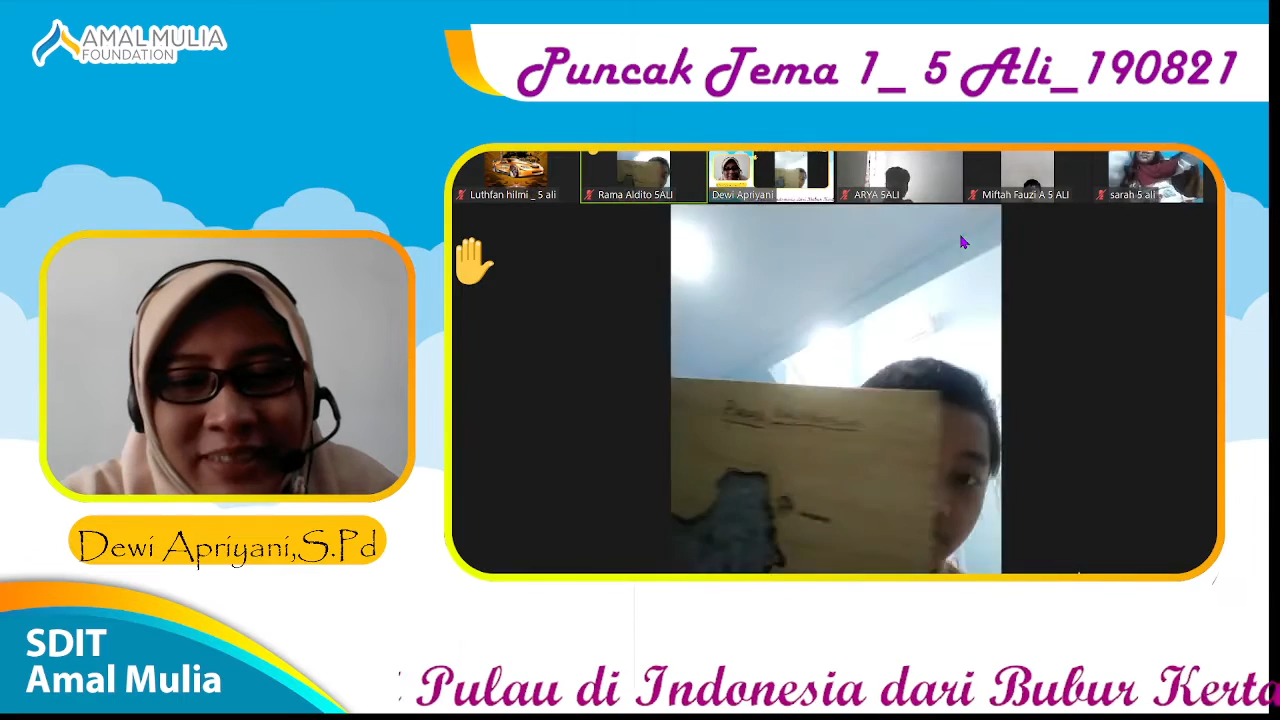 AMAL MULIA
FOUNDATION
Puncak Tema 1_ 5 Ali_190821
Luthfan hilmi _ 5 ali
Rama Aldito 5ALI
Dewi Apriyani
ARYA 5ALI
Miftah Fauzi A 5 ALI
sarah 5 ali
Dewi Apriyani,S.Pd
SDIT
Amal Mulia
Pulau di Indonesia dari Bubur Kerta